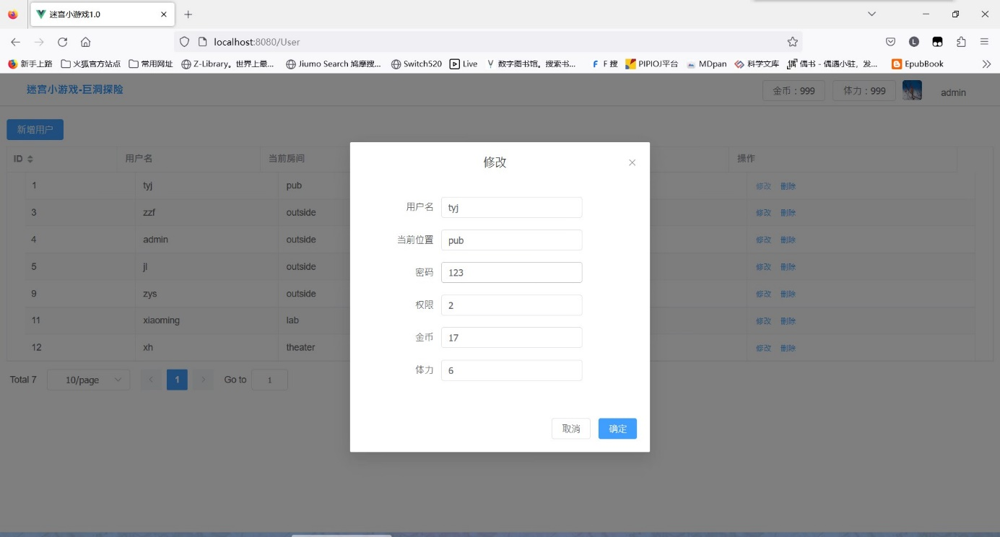 迷宫小游戏1.0
localhost:8080/User
新手上路 火狐官方站点 常用网址 Z-Library。世界上最... Jiumo Search 鸠摩搜... Switch520 Live 数字图书馆。搜索书... F 搜 PIPIOJ平台 MDpan 科学文库 偶书 - 偶遇小驻，发... EpubBook
迷宫小游戏-巨洞探险 金币：999 体力：999 admin
新增用户
ID 用户名 当前房间 操作
1 tyj pub 修改 删除
3 zzf outside 修改 删除
4 admin outside 修改 删除
5 jl outside 修改 删除
9 zys outside 修改 删除
11 xiaoming lab 修改 删除
12 xh theater 修改 删除
Total 7 10/page 1 Go to 1
修改
用户名 tyj
当前位置 pub
密码 123
权限 2
金币 17
体力 6
取消 确定